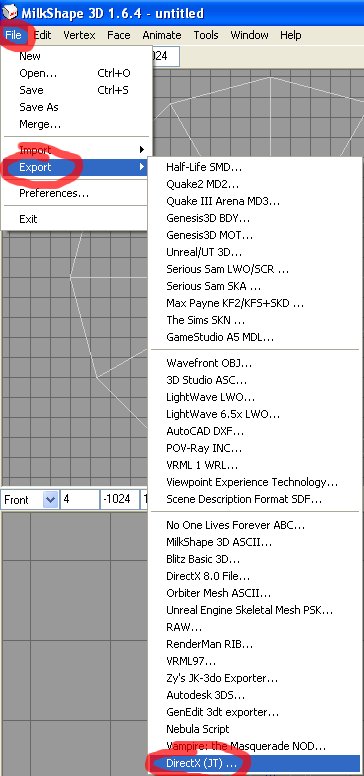 MilkShape 3D 1.6.4 - untitled
File Edit Vertex Face Animate Tools Window Help
New
Open... Ctrl+O
Save Ctrl+S
Save As
Merge...
Import
Export
Preferences...
Exit
024
Half-Life SMD...
Quake2 MD2...
Quake III Arena MD3...
Genesis3D BDY...
Genesis3D MOT...
Unreal/UT 3D...
Serious Sam LWO/SCR ...
Serious Sam SKA ...
Max Payne KF2/KFS+SKD ...
The Sims SKN ...
GameStudio A5 MDL...
Wavefront OBJ...
3D Studio ASC...
LightWave LWO...
LightWave 6.5x LWO...
AutoCAD DXF...
POV-Ray INC...
VRML 1 WRL...
Viewpoint Experience Technology...
Scene Description Format SDF...
No One Lives Forever ABC...
MilkShape 3D ASCII...
Blitz Basic 3D...
DirectX 8.0 File...
Orbiter Mesh ASCII...
Unreal Engine Skeletal Mesh PSK...
RAW...
RenderMan RIB...
VRML97...
Zy's JK-3do Exporter...
Autodesk 3DS...
GenEdit 3dt exporter...
Nebula Script
Vampire: the Masquerade NOD...
DirectX (JT) ...
Front 4 -1024 1